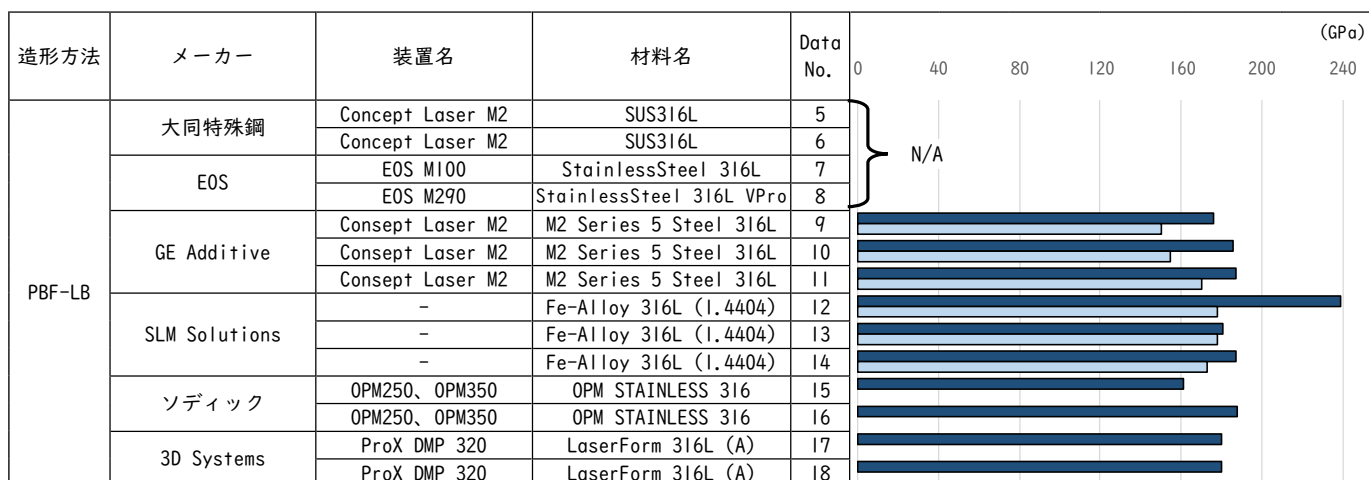 (GPa)
造形方法 メーカー 装置名 材料名 Data No. 0 40 80 120 160 200 240
PBF-LB
大同特殊鋼 Concept Laser M2 SUS316L 5
Concept Laser M2 SUS316L 6
N/A
EOS EOS M100 StainlessSteel 316L 7
EOS M290 StainlessSteel 316L VPro 8
GE Additive Consept Laser M2 M2 Series 5 Steel 316L 9
Consept Laser M2 M2 Series 5 Steel 316L 10
Consept Laser M2 M2 Series 5 Steel 316L 11
SLM Solutions – Fe-Alloy 316L (1.4404) 12
– Fe-Alloy 316L (1.4404) 13
– Fe-Alloy 316L (1.4404) 14
ソディック OPM250、OPM350 OPM STAINLESS 316 15
OPM250、OPM350 OPM STAINLESS 316 16
3D Systems ProX DMP 320 LaserForm 316L (A) 17
ProX DMP 320 LaserForm 316L (A) 18